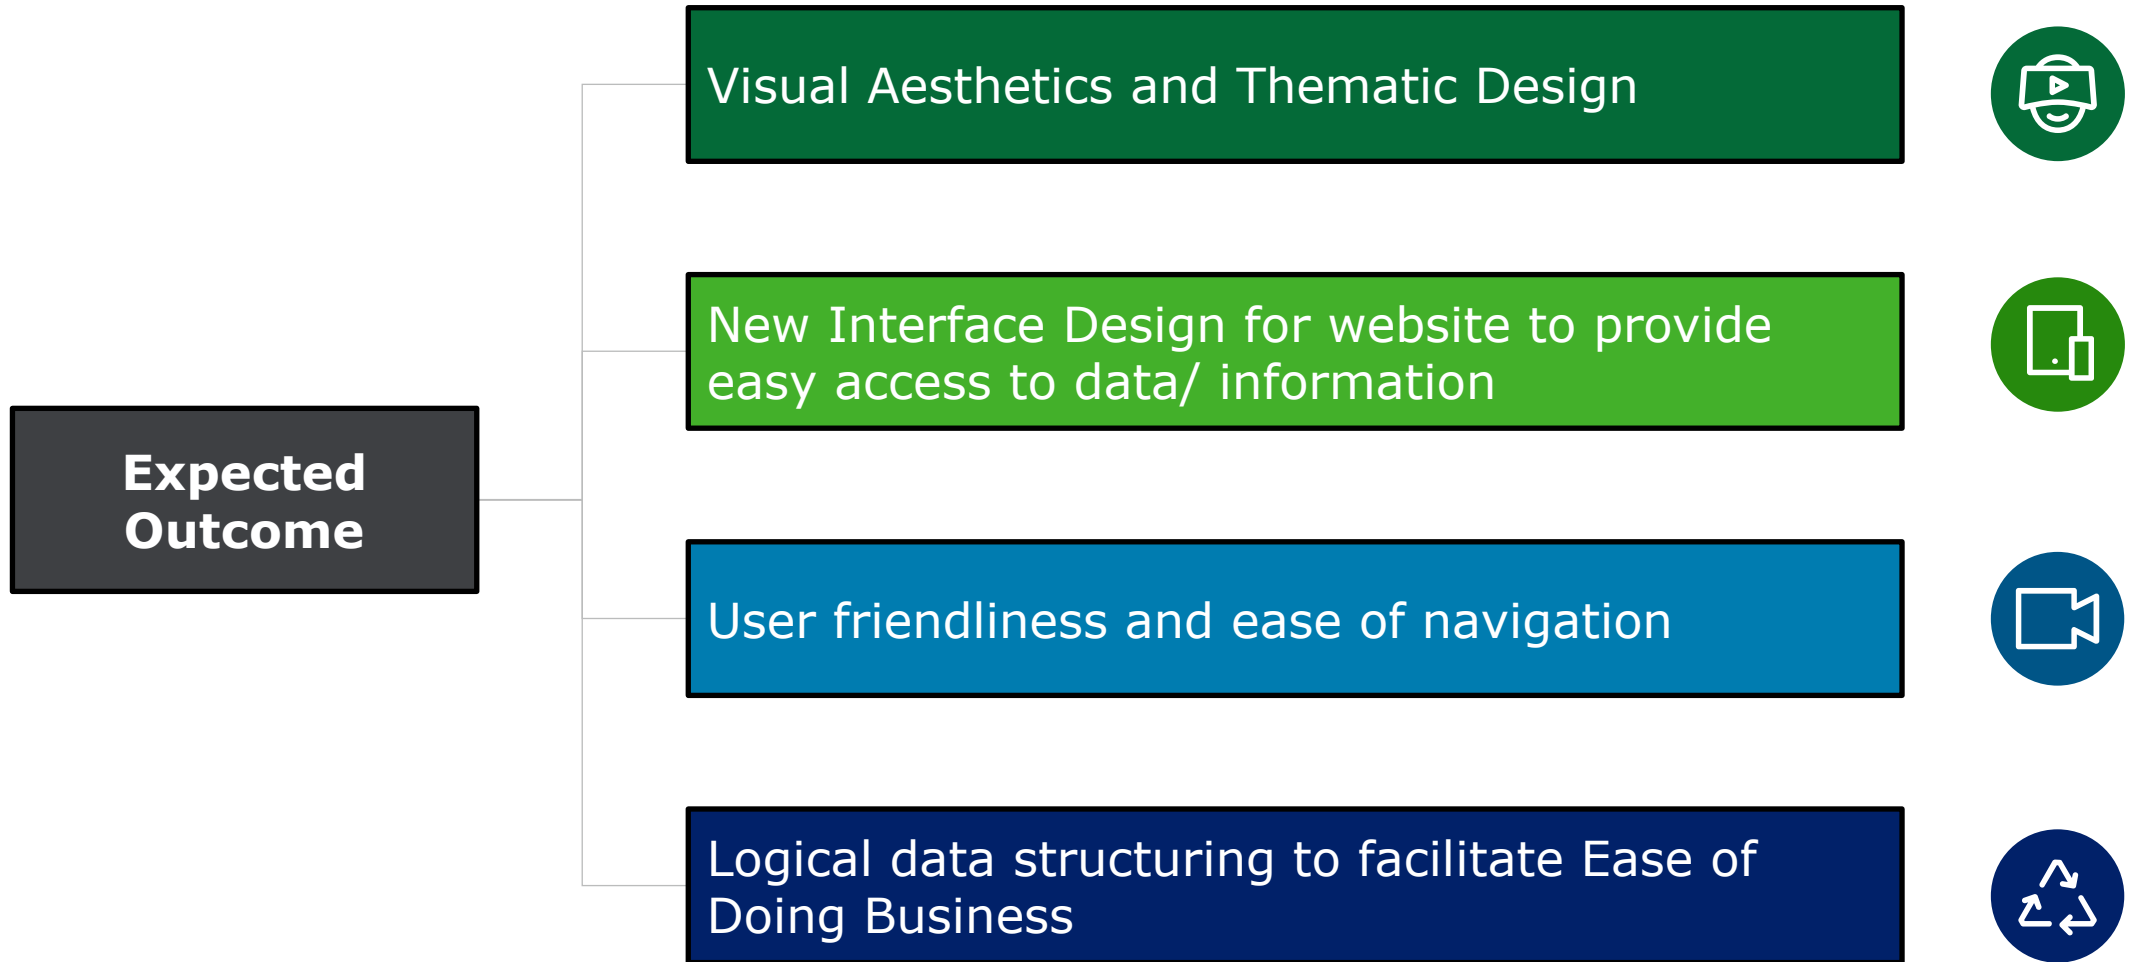 Visual Aesthetics and Thematic Design
New Interface Design for website to provide
easy access to data/ information
Expected
Outcome
User friendliness and ease of navigation
Logical data structuring to facilitate Ease of
Doing Business